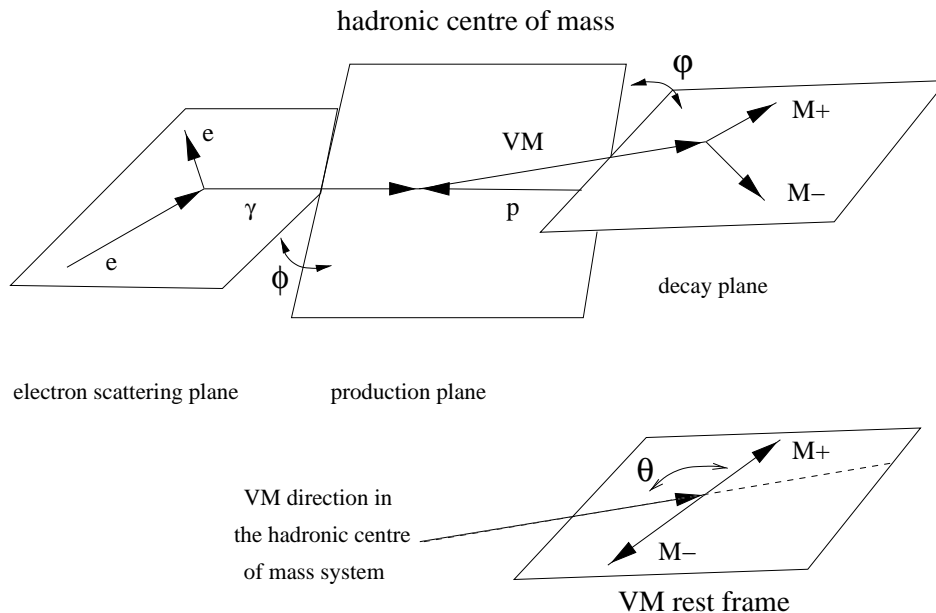 hadronic centre of mass
φ
e
VM
M+
M−
γ
p
e
ϕ
decay plane
electron scattering plane
production plane
θ
M+
VM direction in
the hadronic centre
of mass system
M−
VM rest frame